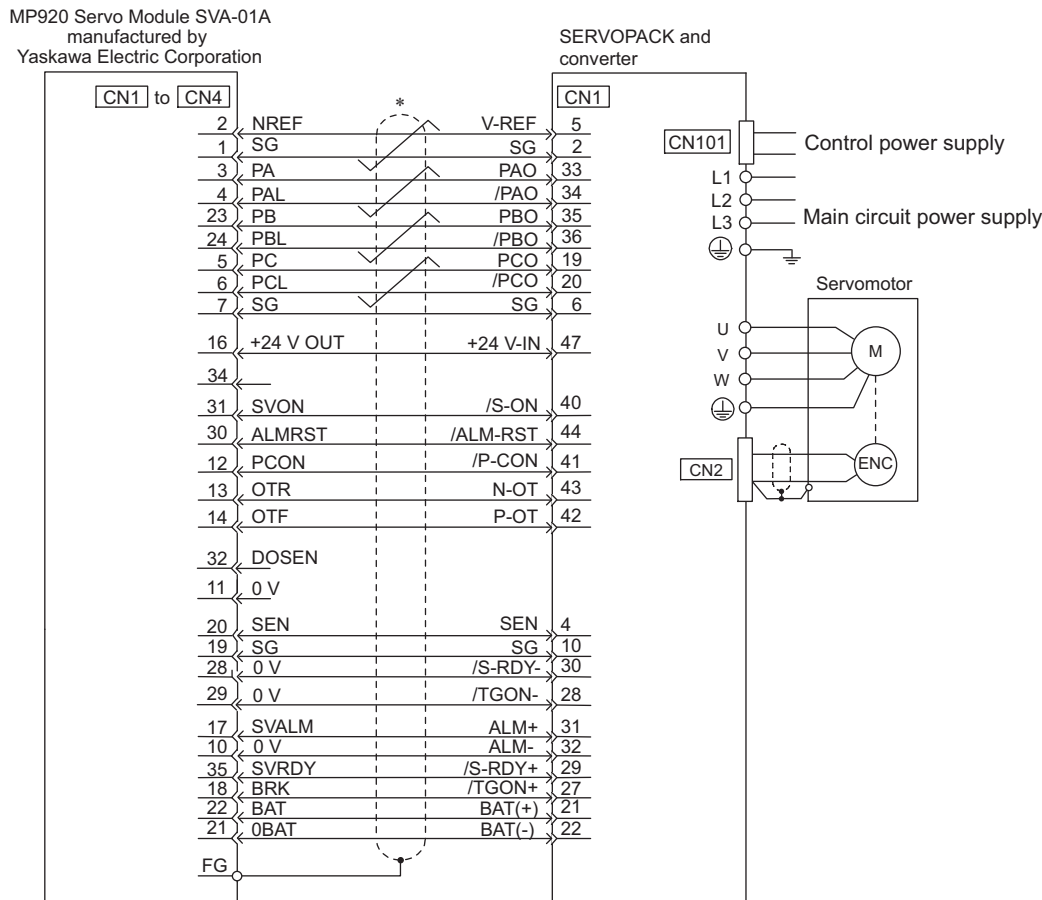 MP920 Servo Module SVA-01A
manufactured by
Yaskawa Electric Corporation
SERVOPACK and
converter
CN1 to CN4
*
CN1
2 NREF V-REF 5
1 SG SG 2
3 PA PAO 33
4 PAL /PAO 34
23 PB PBO 35
24 PBL /PBO 36
5 PC PCO 19
6 PCL /PCO 20
7 SG SG 6
16 +24 V OUT +24 V-IN 47
34
31 SVON /S-ON 40
30 ALMRST /ALM-RST 44
12 PCON /P-CON 41
13 OTR N-OT 43
14 OTF P-OT 42
32 DOSEN
11 0 V
20 SEN SEN 4
19 SG SG 10
28 0 V /S-RDY- 30
29 0 V /TGON- 28
17 SVALM ALM+ 31
10 0 V ALM- 32
35 SVRDY /S-RDY+ 29
18 BRK /TGON+ 27
22 BAT BAT(+) 21
21 0BAT BAT(-) 22
FG
CN101
Control power supply
L1
L2
L3
Main circuit power supply
Servomotor
U
V
W
M
CN2
ENC